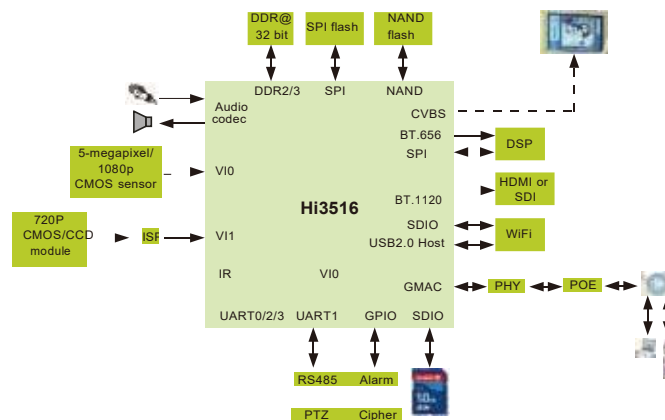 DDR@ 32 bit
SPI flash
NAND flash
DDR2/3
SPI
NAND
Audio codec
CVBS
BT.656
SPI
DSP
5-megapixel/
1080p
CMOS sensor
VI0
Hi3516
BT.1120
HDMI or SDI
720P
CMOS/CCD
module
ISP
VI1
SDIO
USB2.0 Host
WiFi
IR
VI0
GMAC
PHY
POE
UART0/2/3
UART1
GPIO
SDIO
RS485
Alarm
PTZ
Cipher